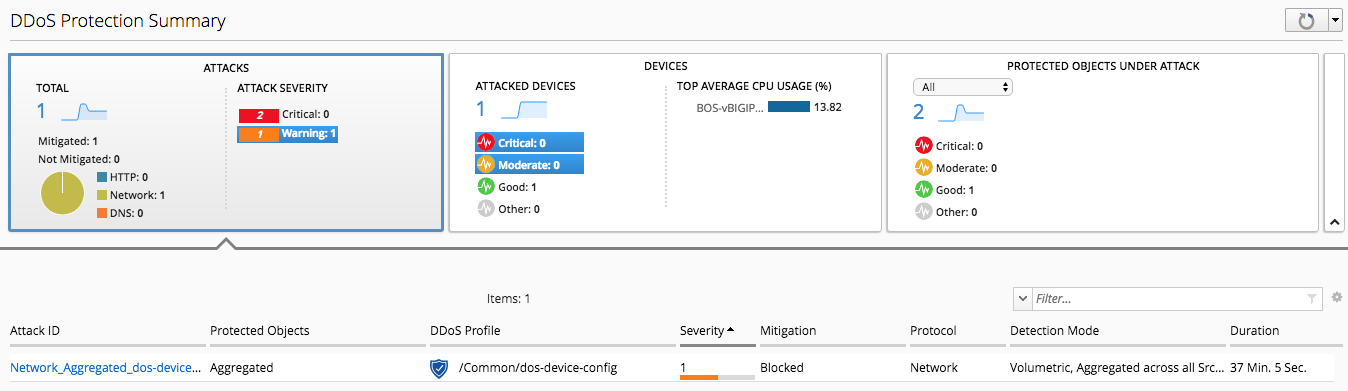 DDoS Protection Summary
ATTACKS
TOTAL
1
Mitigated: 1
Not Mitigated: 0
HTTP: 0
Network: 1
DNS: 0
ATTACK SEVERITY
2 Critical: 0
1 Warning: 1
DEVICES
ATTACKED DEVICES
1
Critical: 0
Moderate: 0
Good: 1
Other: 0
TOP AVERAGE CPU USAGE (%)
BOS-vBIGIP... 13.82
PROTECTED OBJECTS UNDER ATTACK
All
2
Critical: 0
Moderate: 0
Good: 1
Other: 0
Items: 1
Filter...
Attack ID Protected Objects DDoS Profile Severity Mitigation Protocol Detection Mode Duration
Network_Aggregated_dos-device... Aggregated /Common/dos-device-config 1 Blocked Network Volumetric, Aggregated across all Src... 37 Min. 5 Sec.